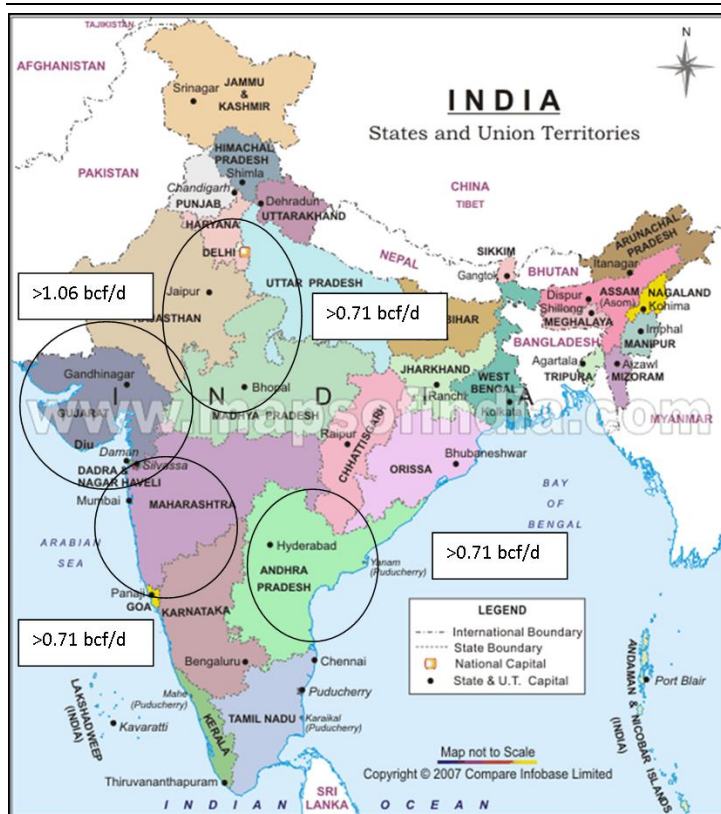 TAJIKISTAN
AFGHANISTAN
JAMMU
&
KASHMIR
Srinagar
N
INDIA
States and Union Territories
HIMACHAL
PRADESH
Shimla
PAKISTAN
Chandigarh
PUNJAB
Dehradun
UTTARAKHAND
CHINA
TIBET
HARYANA
DELHI
NEPAL
SIKKIM
Gangtok
BHUTAN
ARUNACHAL
PRADESH
Itanagar
>1.06 bcf/d
Jaipur
RAJASTHAN
UTTAR PRADESH
>0.71 bcf/d
BIHAR
Dispur
ASSAM
(Asom)
NAGALAND
Kohima
Shillong
MEGHALAYA
Imphal
MANIPUR
BANGLADESH
Agartala
TRIPURA
Aizawl
MIZORAM
Gandhinagar
GUJARAT
I N D I A
Bhopal
MADHYA PRADESH
JHARKHAND
Ranchi
WEST
BENGAL
Kolkata
MYANMAR
www.mapsofindia.com
Diu
Daman
Silvassa
DADRA &
NAGAR HAVELI
Raipur
CHHATTISGARH
ORISSA
Bhubaneshwar
Mumbai
MAHARASHTRA
BAY
OF
BENGAL
ARABIAN
SEA
Hyderabad
ANDHRA
PRADESH
Yanam
(Puducherry)
>0.71 bcf/d
Panaji
GOA
KARNATAKA
>0.71 bcf/d
LEGEND
International Boundary
State Boundary
National Capital
State & U.T. Capital
Bengaluru
Chennai
Mahe
(Puducherry)
Puducherry
LAKSHADWEEP
(INDIA)
Kavaratti
KERALA
TAMIL NADU
Karaikal
(Puducherry)
ANDAMAN & NICOBAR ISLANDS
(INDIA)
Port Blair
Map not to Scale
Copyright © 2007 Compare Infobase Limited
Thiruvananthapuram
SRI
LANKA
INDIAN OCEAN